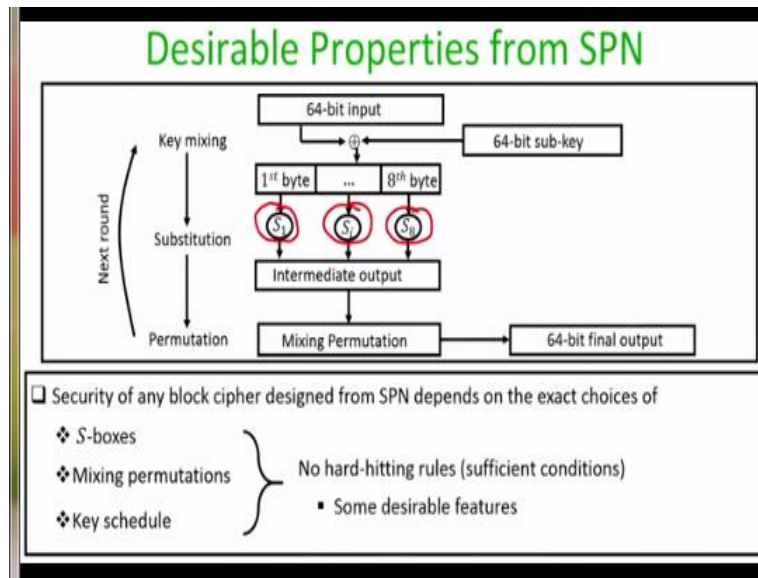 Desirable Properties from SPN
64-bit input
Key mixing
⊕
64-bit sub-key
1st byte
...
8th byte
Next round
S1
Si
S8
Substitution
Intermediate output
Permutation
Mixing Permutation
64-bit final output
❑ Security of any block cipher designed from SPN depends on the exact choices of
❖ S-boxes
❖ Mixing permutations
No hard-hitting rules (sufficient conditions)
▪ Some desirable features
❖ Key schedule